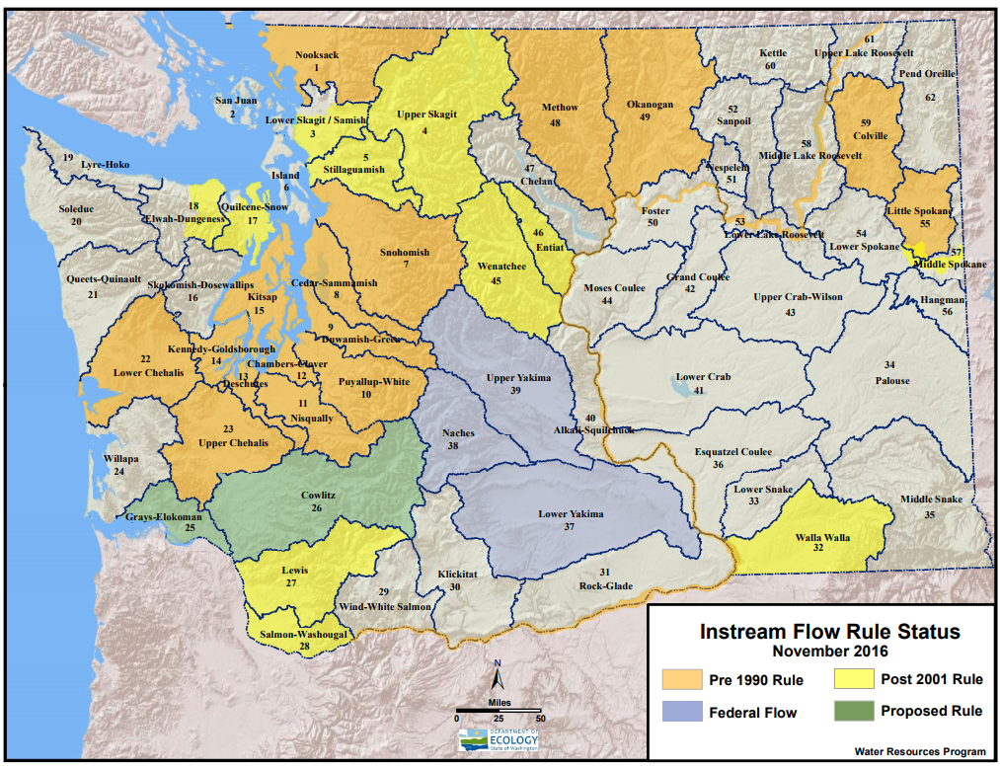 61
Kettle
60
Upper Lake Roosevelt
Nooksack
1
Pend Oreille
62
San Juan
2
Lower Skagit / Samish
3
Upper Skagit
4
Methow
48
Okanogan
49
52
Sanpoil
59
Colville
58
Middle Lake Roosevelt
5
Stillaguamish
19
Lyre-Hoko
47
Chelan
Nespelem
51
Island
6
Soleduc
20
18
Elwah-Dungeness
Quilcene-Snow
17
Foster
50
53
Lower Lake Roosevelt
Little Spokane
55
54
Lower Spokane
46
Entiat
57
Middle Spokane
Snohomish
7
Wenatchee
45
Queets-Quinault
21
Skokomish-Dosewallips
16
Cedar-Sammamish
8
Kitsap
15
Moses Coulee
44
Grand Coulee
42
Upper Crab-Wilson
43
Hangman
56
9
Duwamish-Green
22
Lower Chehalis
Kennedy-Goldsborough
14
13
Deschutes
Chambers-Clover
12
Puyallup-White
10
Upper Yakima
39
Lower Crab
41
34
Palouse
11
Nisqually
23
Upper Chehalis
40
Alkali-Squilchuck
Naches
38
Willapa
24
Esquatzel Coulee
36
Lower Snake
33
Middle Snake
35
Cowlitz
26
Grays-Elokoman
25
Lower Yakima
37
Walla Walla
32
Lewis
27
Klickitat
30
31
Rock-Glade
29
Wind-White Salmon
Salmon-Washougal
28
Instream Flow Rule Status
November 2016
Pre 1990 Rule
Post 2001 Rule
Federal Flow
Proposed Rule
Water Resources Program
N
Miles
0 25 50
DEPARTMENT OF
ECOLOGY
State of Washington